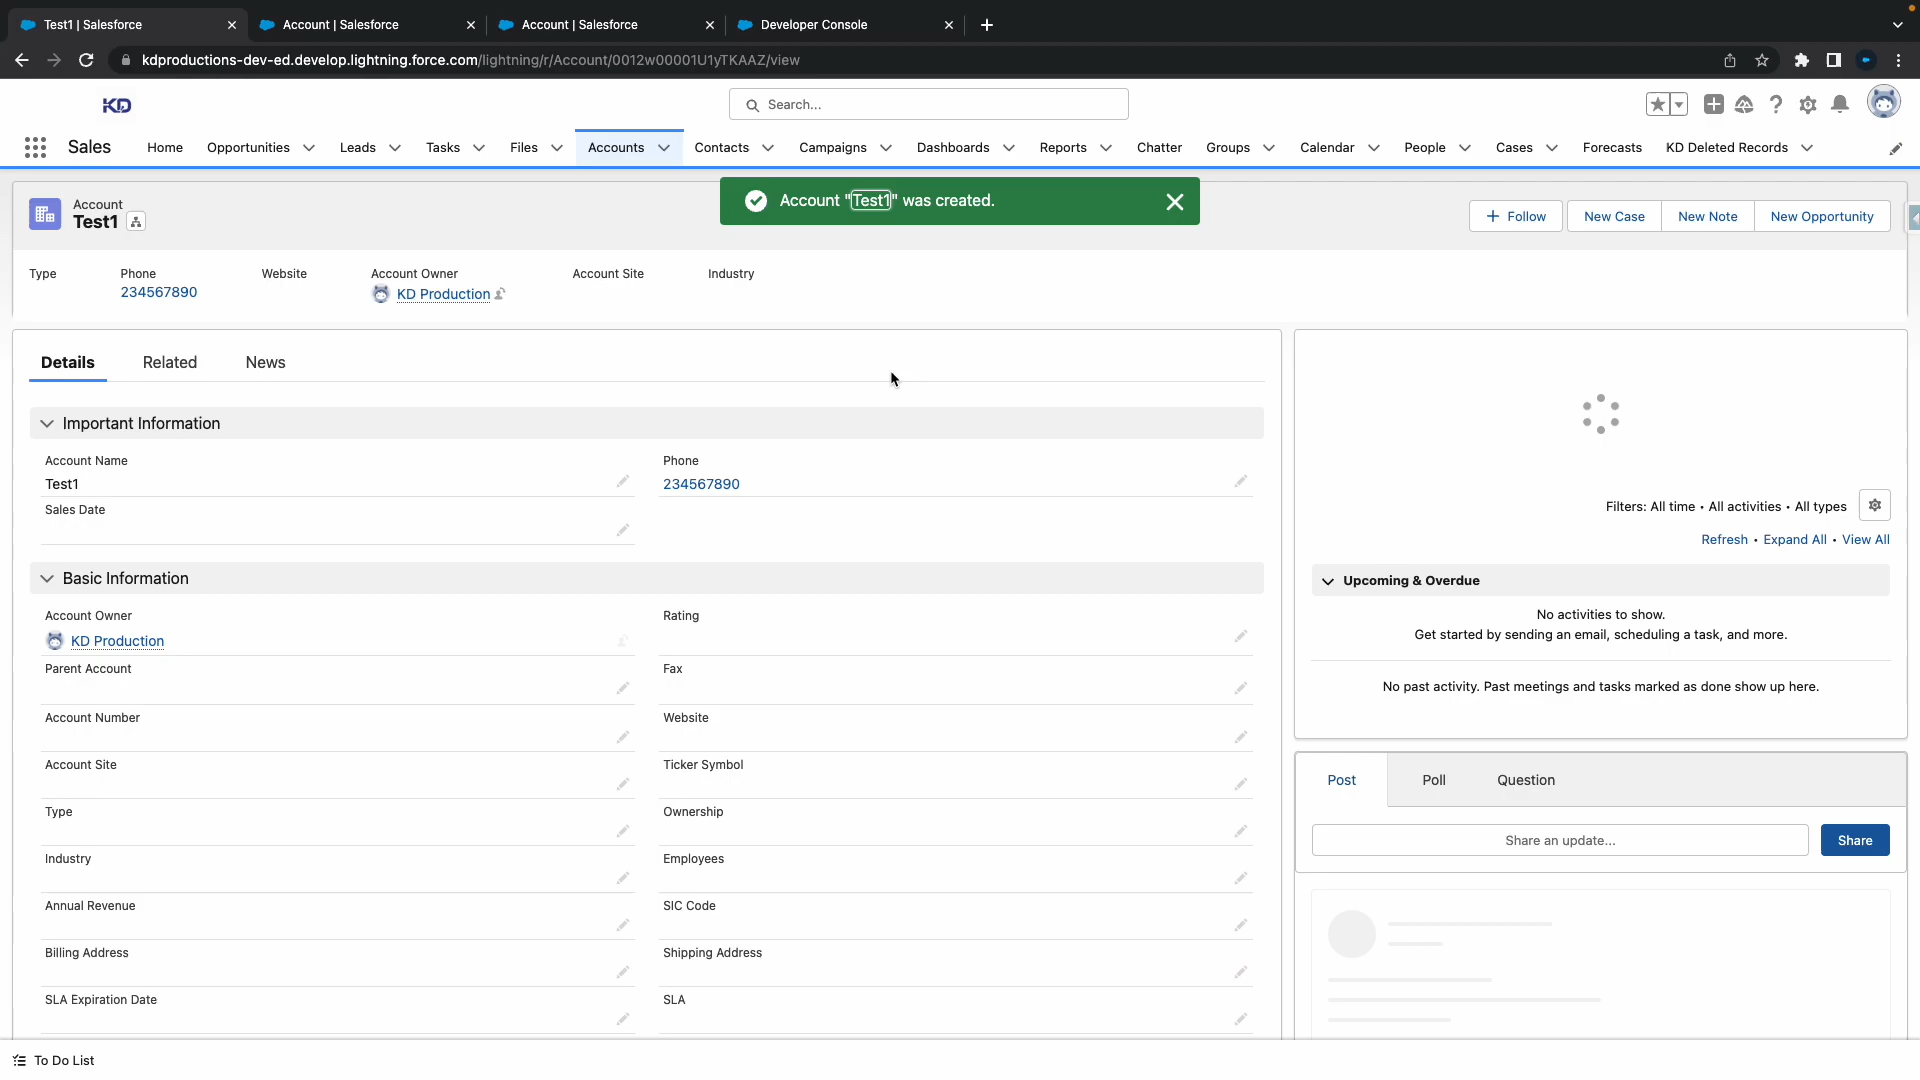 Test1 | Salesforce
Account | Salesforce
Account | Salesforce
Developer Console
kdproductions-dev-ed.develop.lightning.force.com/lightning/r/Account/0012w00001U1yTKAAZ/view
KD
Search...
Sales
Home
Opportunities
Leads
Tasks
Files
Accounts
Contacts
Campaigns
Dashboards
Reports
Chatter
Groups
Calendar
People
Cases
Forecasts
KD Deleted Records
Account
Test1
Account "Test1" was created.
Follow
New Case
New Note
New Opportunity
Type
Phone
Website
Account Owner
Account Site
Industry
234567890
KD Production
Details
Related
News
Important Information
Account Name
Phone
Test1
234567890
Sales Date
Basic Information
Account Owner
Rating
KD Production
Parent Account
Fax
Account Number
Website
Account Site
Ticker Symbol
Type
Ownership
Industry
Employees
Annual Revenue
SIC Code
Billing Address
Shipping Address
SLA Expiration Date
SLA
Filters: All time • All activities • All types
Refresh • Expand All • View All
Upcoming & Overdue
No activities to show.
Get started by sending an email, scheduling a task, and more.
No past activity. Past meetings and tasks marked as done show up here.
Post
Poll
Question
Share an update...
Share
To Do List